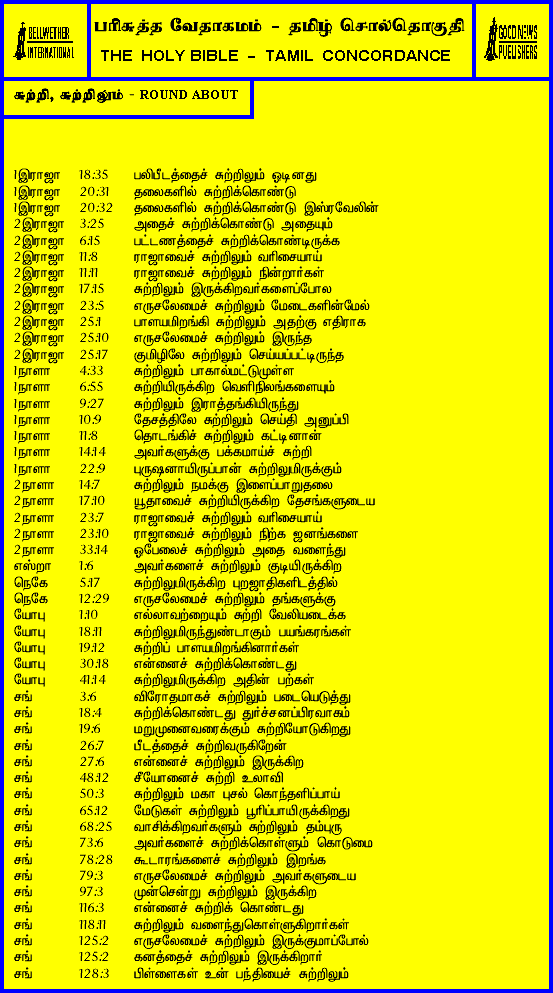 BELLWETHER
INTERNATIONAL
பரிசுத்த வேதாகமம் - தமிழ் சொல்தொகுதி
THE HOLY BIBLE - TAMIL CONCORDANCE
GOOD NEWS
PUBLISHERS
சுற்றி, சுற்றிலும் - ROUND ABOUT
1இராஜா 18:35 பலிபீடத்தைச் சுற்றிலும் ஓடினது
1இராஜா 20:31 தலைகளில் சுற்றிக்கொண்டு
1இராஜா 20:32 தலைகளில் சுற்றிக்கொண்டு இஸ்ரவேலின்
2இராஜா 3:25 அதைச் சுற்றிக்கொண்டு அதையும்
2இராஜா 6:15 பட்டணத்தைச் சுற்றிக்கொண்டிருக்க
2இராஜா 11:8 ராஜாவைச் சுற்றிலும் வரிசையாய்
2இராஜா 11:11 ராஜாவைச் சுற்றிலும் நின்றார்கள்
2இராஜா 17:15 சுற்றிலும் இருக்கிறவர்களைப்போல
2இராஜா 23:5 எருசலேமைச் சுற்றிலும் மேடைகளின்மேல்
2இராஜா 25:1 பாளயமிறங்கி சுற்றிலும் அதற்கு எதிராக
2இராஜா 25:10 எருசலேமைச் சுற்றிலும் இருந்த
2இராஜா 25:17 குமிழிலே சுற்றிலும் செய்யப்பட்டிருந்த
1நாளா 4:33 சுற்றிலும் பாகால்மட்டுமுள்ள
1நாளா 6:55 சுற்றியிருக்கிற வெளிநிலங்களையும்
1நாளா 9:27 சுற்றிலும் இராத்தங்கியிருந்து
1நாளா 10:9 தேசத்திலே சுற்றிலும் செய்தி அனுப்பி
1நாளா 11:8 தொடங்கிச் சுற்றிலும் கட்டினான்
1நாளா 14:14 அவர்களுக்கு பக்கமாய்ச் சுற்றி
1நாளா 22:9 புருஷனாயிருப்பான் சுற்றிலுமிருக்கும்
2நாளா 14:7 சுற்றிலும் நமக்கு இளைப்பாறுதலை
2நாளா 17:10 யூதாவைச் சுற்றியிருக்கிற தேசங்களுடைய
2நாளா 23:7 ராஜாவைச் சுற்றிலும் வரிசையாய்
2நாளா 23:10 ராஜாவைச் சுற்றிலும் நிற்க ஜனங்களை
2நாளா 33:14 ஒபேலைச் சுற்றிலும் அதை வளைந்து
எஸ்றா 1:6 அவர்களைச் சுற்றிலும் குடியிருக்கிற
நெகே 5:17 சுற்றிலுமிருக்கிற புறஜாதிகளிடத்தில்
நெகே 12:29 எருசலேமைச் சுற்றிலும் தங்களுக்கு
யோபு 1:10 எல்லாவற்றையும் சுற்றி வேலியடைக்க
யோபு 18:11 சுற்றிலுமிருந்துண்டாகும் பயங்கரங்கள்
யோபு 19:12 சுற்றிப் பாளயமிறங்கினார்கள்
யோபு 30:18 என்னைச் சுற்றிக்கொண்டது
யோபு 41:14 சுற்றிலுமிருக்கிற அதின் பற்கள்
சங் 3:6 விரோதமாகச் சுற்றிலும் படையெடுத்து
சங் 18:4 சுற்றிக்கொண்டது துர்ச்சனப்பிரவாகம்
சங் 19:6 மறுமுனைவரைக்கும் சுற்றியோடுகிறது
சங் 26:7 பீடத்தைச் சுற்றிவருகிறேன்
சங் 27:6 என்னைச் சுற்றிலும் இருக்கிற
சங் 48:12 சீயோனைச் சுற்றி உலாவி
சங் 50:3 சுற்றிலும் மகா புசல் கொந்தளிப்பாய்
சங் 65:12 மேடுகள் சுற்றிலும் பூரிப்பாயிருக்கிறது
சங் 68:25 வாசிக்கிறவர்களும் சுற்றிலும் தம்புரு
சங் 73:6 அவர்களைச் சுற்றிக்கொள்ளும் கொடுமை
சங் 78:28 கூடாரங்களைச் சுற்றிலும் இறங்க
சங் 79:3 எருசலேமைச் சுற்றிலும் அவர்களுடைய
சங் 97:3 முன்சென்று சுற்றிலும் இருக்கிற
சங் 116:3 என்னைச் சுற்றிக் கொண்டது
சங் 118:11 சுற்றிலும் வளைந்துகொள்ளுகிறார்கள்
சங் 125:2 எருசலேமைச் சுற்றிலும் இருக்குமாப்போல்
சங் 125:2 கனத்தைச் சுற்றிலும் இருக்கிறார்
சங் 128:3 பிள்ளைகள் உன் பந்தியைச் சுற்றிலும்